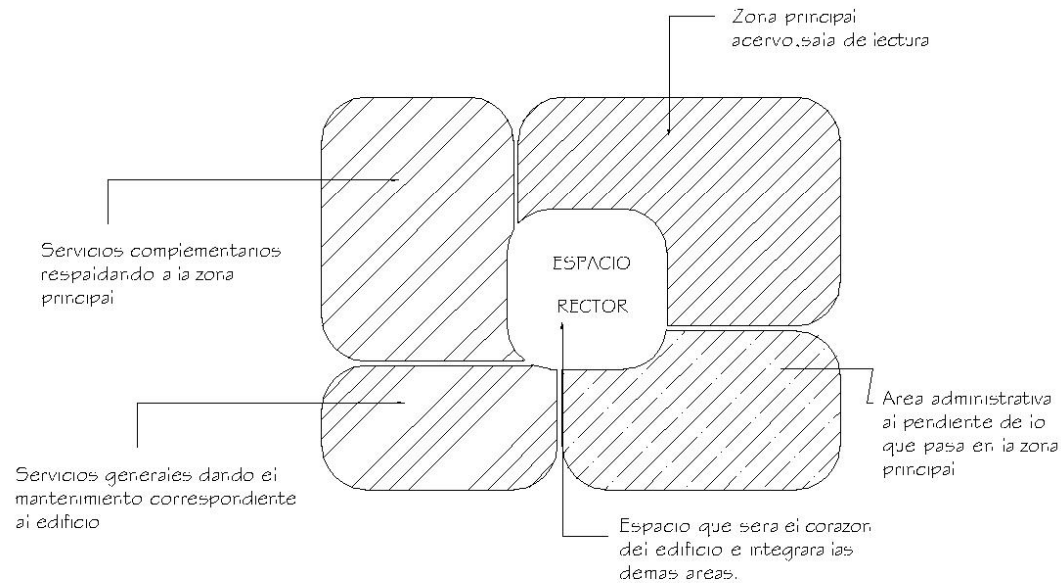 Zona principal
acervo,sala de lectura
Servicios complementarios
respaldando a la zona
principal
ESPACIO
RECTOR
Area administrativa
al pendiente de lo
que pasa en la zona
principal
Servicios generales dando el
mantenimiento correspondiente
al edificio
Espacio que sera el corazon
del edificio e integrara las
demas areas.